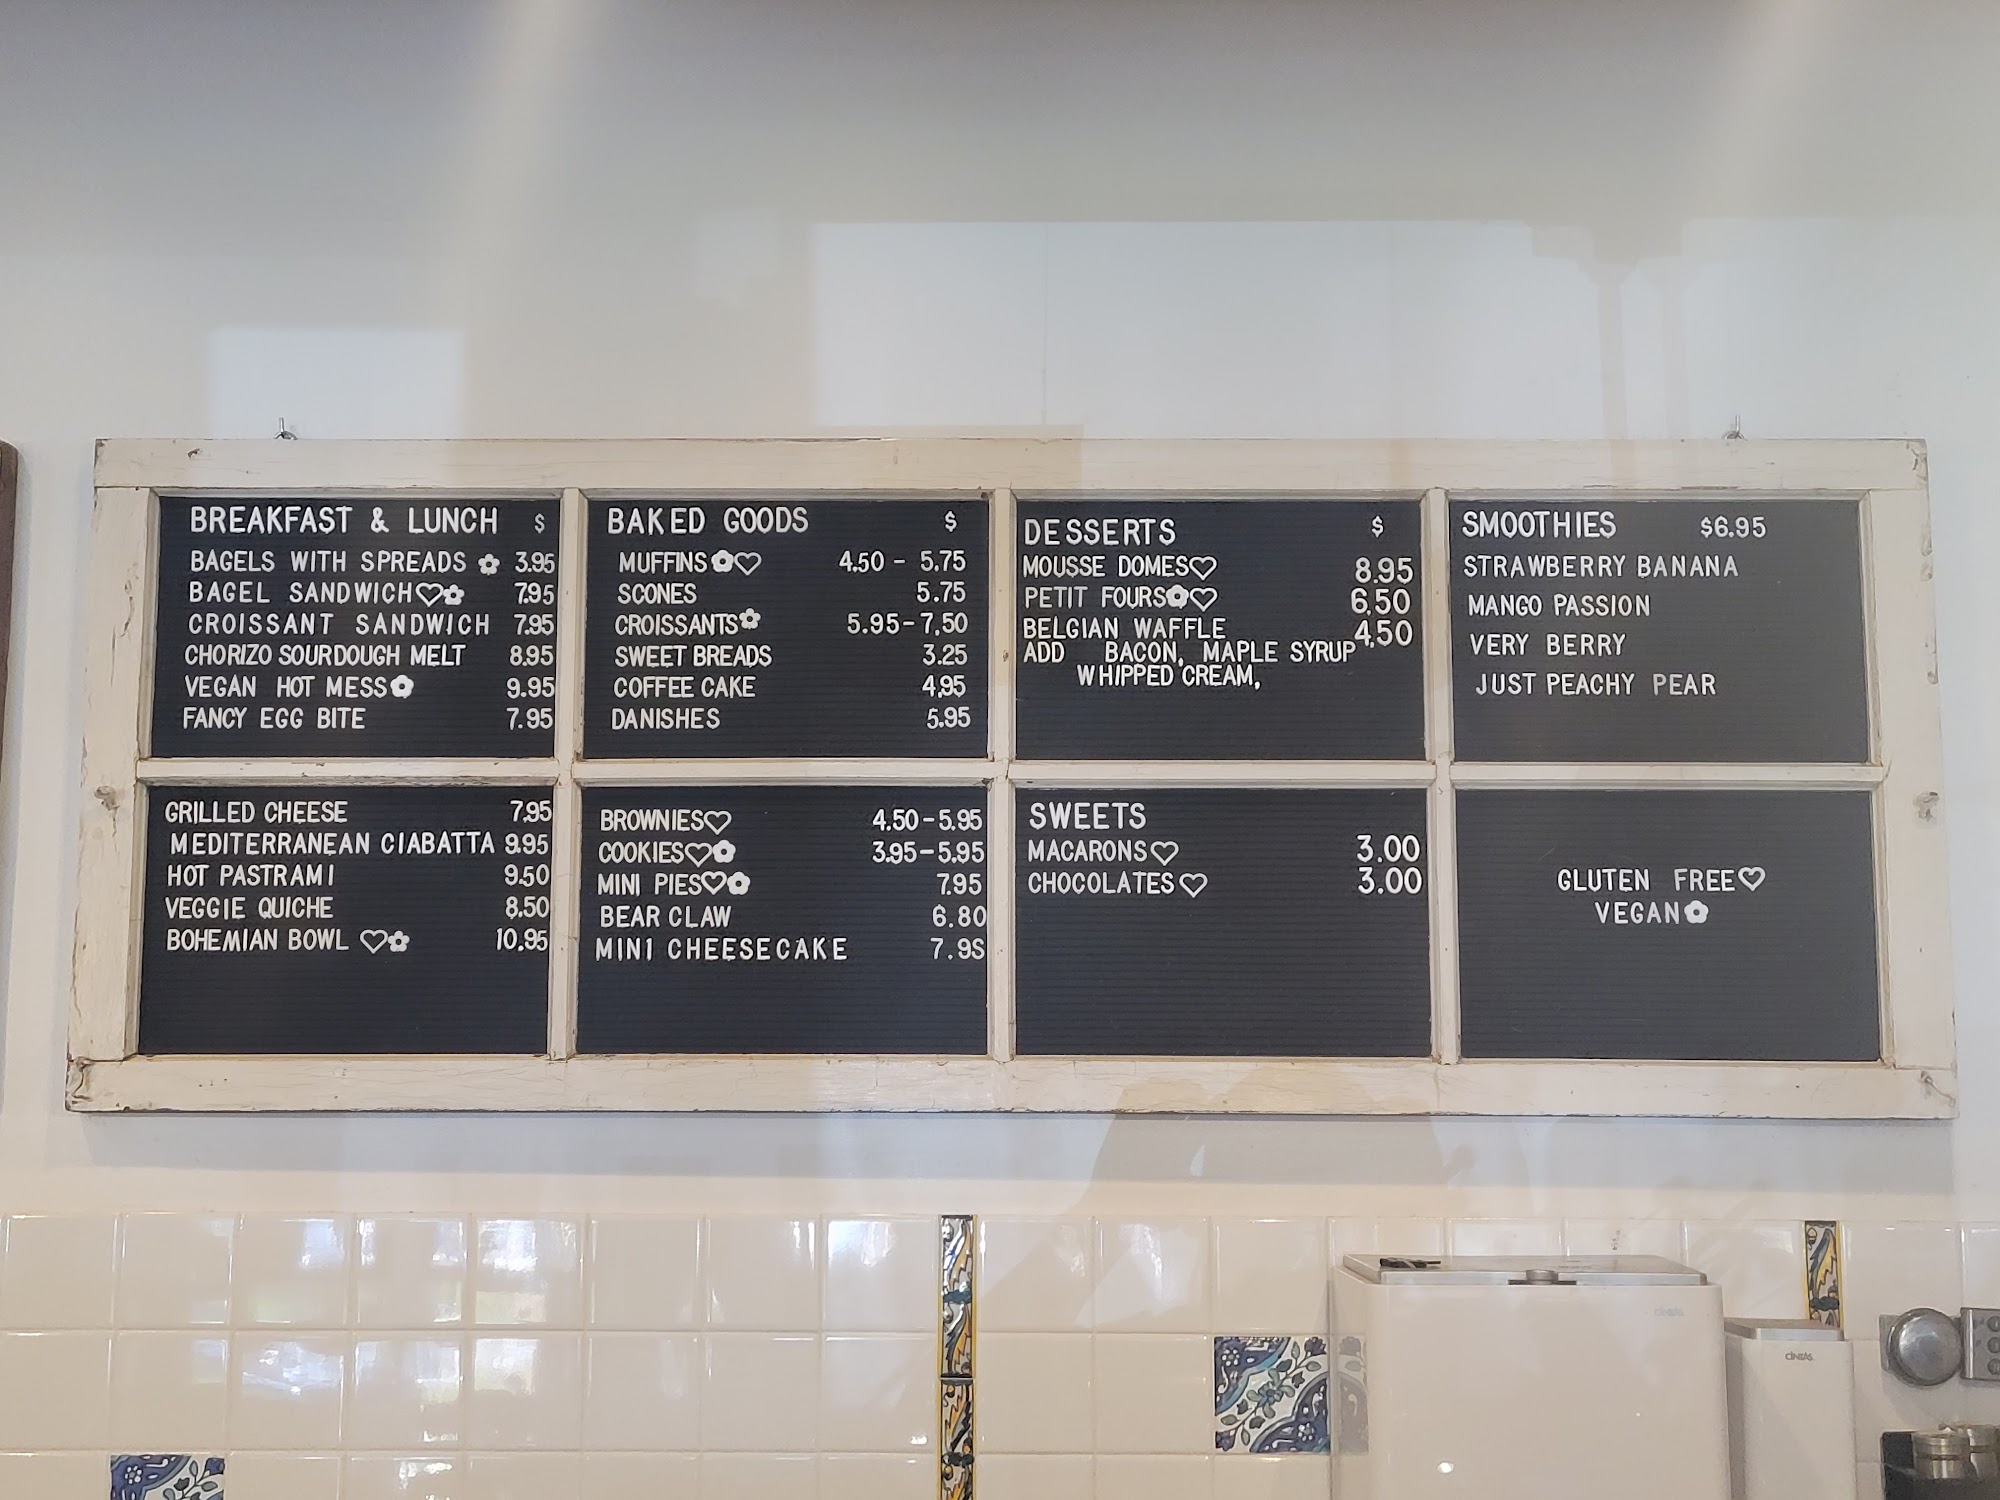 BREAKFAST & LUNCH $
BAGELS WITH SPREADS ✿ 3.95
BAGEL SANDWICH♡✿ 7.95
CROISSANT SANDWICH 7.95
CHORIZO SOURDOUGH MELT 8.95
VEGAN HOT MESS✿ 9.95
FANCY EGG BITE 7.95
GRILLED CHEESE 7.95
MEDITERRANEAN CIABATTA 9.95
HOT PASTRAMI 9.50
VEGGIE QUICHE 8.50
BOHEMIAN BOWL ♡✿ 10.95
BAKED GOODS $
MUFFINS✿♡ 4.50 - 5.75
SCONES 5.75
CROISSANTS✿ 5.95-7.50
SWEET BREADS 3.25
COFFEE CAKE 4.95
DANISHES 5.95
BROWNIES♡ 4.50-5.95
COOKIES♡✿ 3.95-5.95
MINI PIES♡✿ 7.95
BEAR CLAW 6.80
MIN1 CHEESECAKE 7.9S
DESSERTS $
MOUSSE DOMES♡ 8.95
PETIT FOURS✿♡ 6.50
BELGIAN WAFFLE 4.50
ADD BACON, MAPLE SYRUP
WHIPPED CREAM,
SWEETS
MACARONS♡ 3.00
CHOCOLATES♡ 3.00
SMOOTHIES $6.95
STRAWBERRY BANANA
MANGO PASSION
VERY BERRY
JUST PEACHY PEAR
GLUTEN FREE♡
VEGAN✿
CINTAS.
CINTAS.